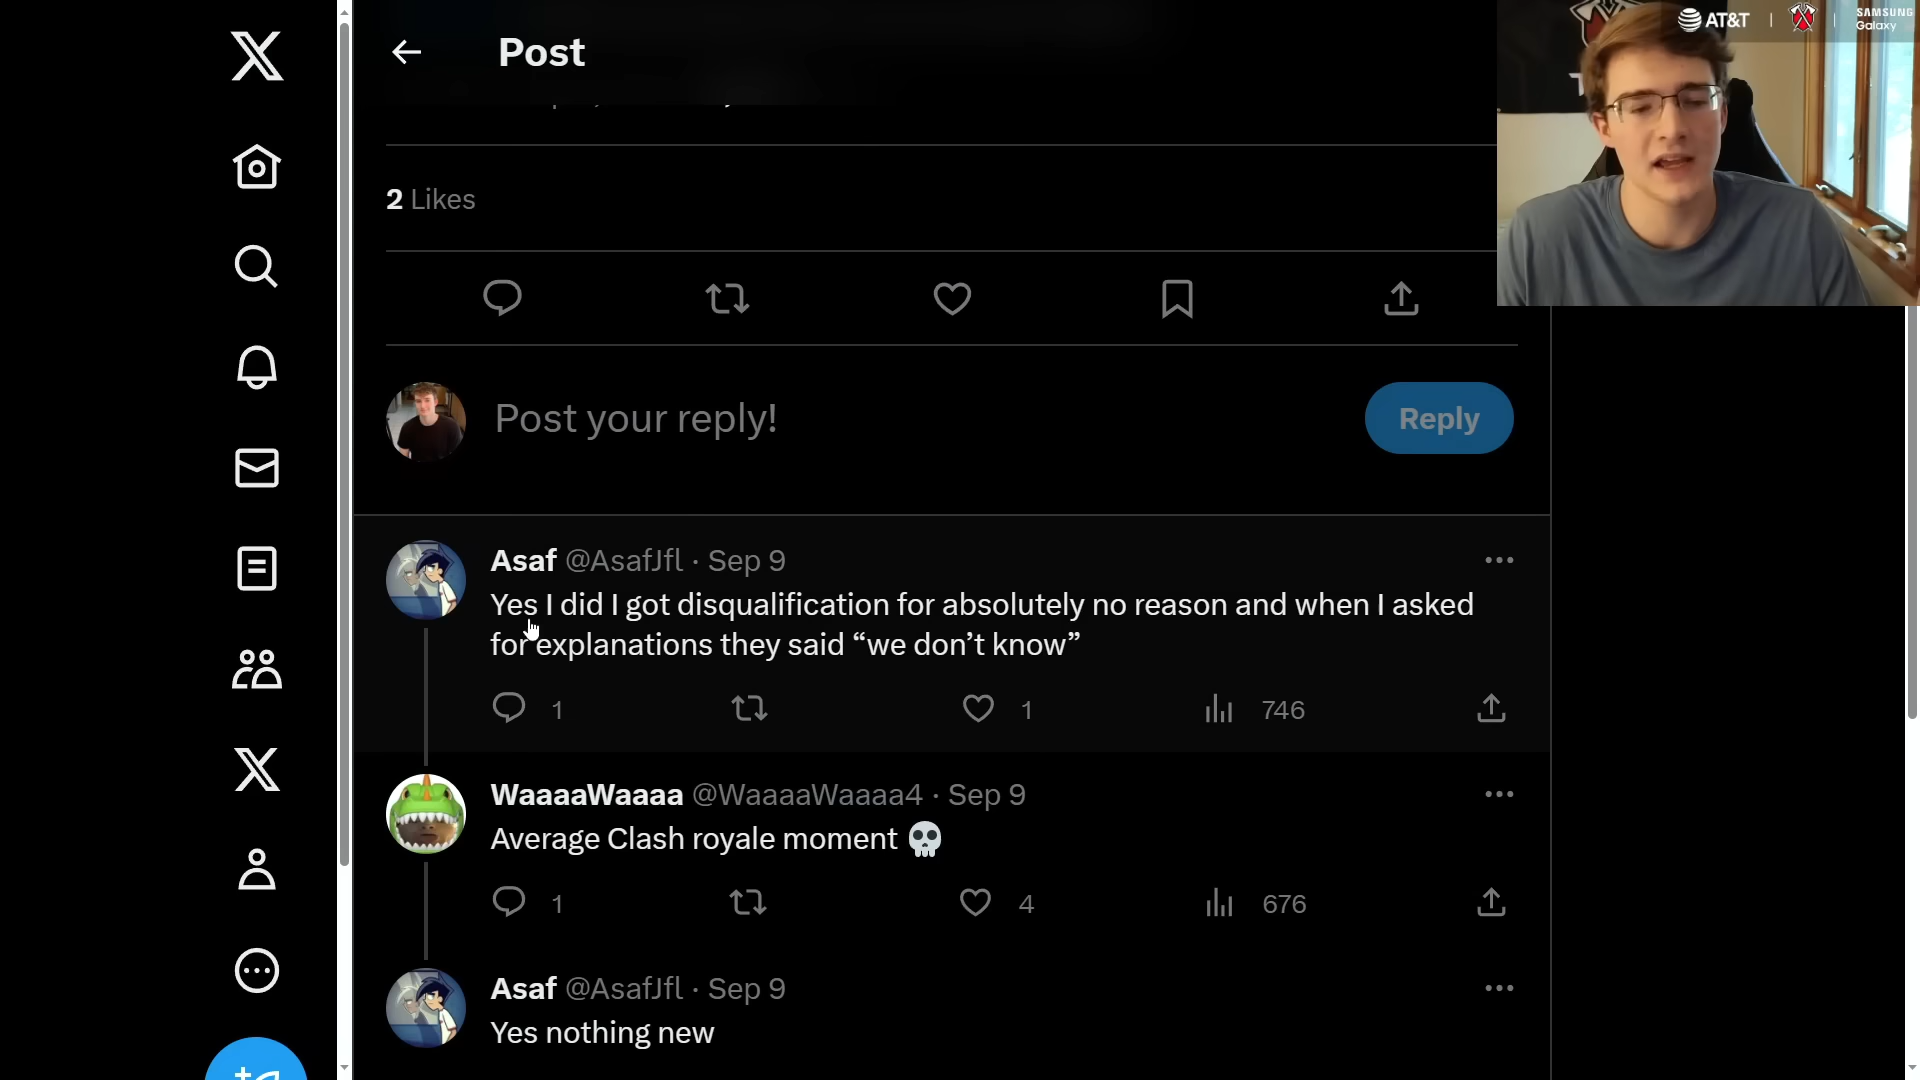 AT&T
SAMSUNG
Galaxy
Post
2 Likes
Post your reply!
Reply
Asaf @AsafJfl · Sep 9
Yes I did I got disqualification for absolutely no reason and when I asked
for explanations they said “we don’t know”
1 1 746
WaaaaWaaaa @WaaaaWaaaa4 · Sep 9
Average Clash royale moment 💀
1 4 676
Asaf @AsafJfl · Sep 9
Yes nothing new